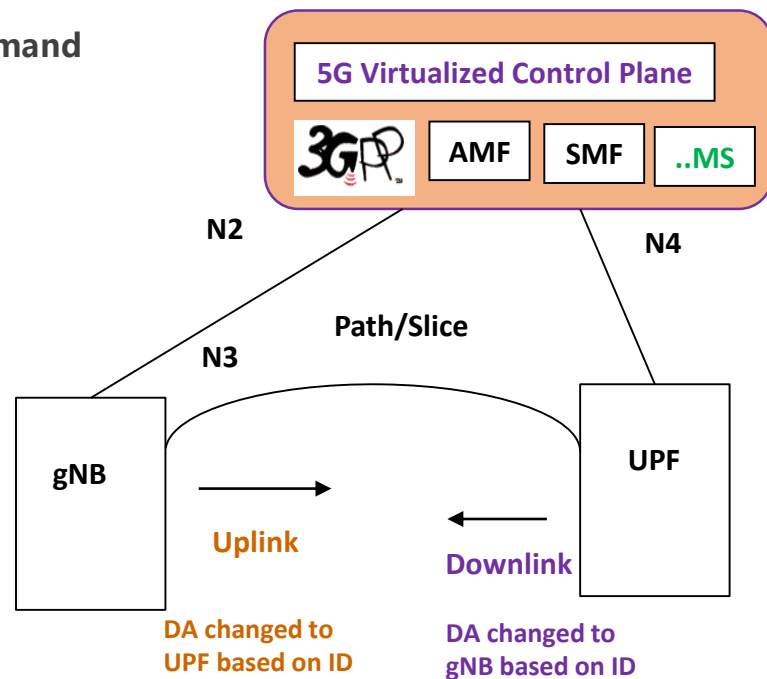 mand
5G Virtualized Control Plane
3GPP
TM
AMF
SMF
..MS
N2
N4
Path/Slice
N3
gNB
UPF
Uplink
Downlink
DA changed to
UPF based on ID
DA changed to
gNB based on ID